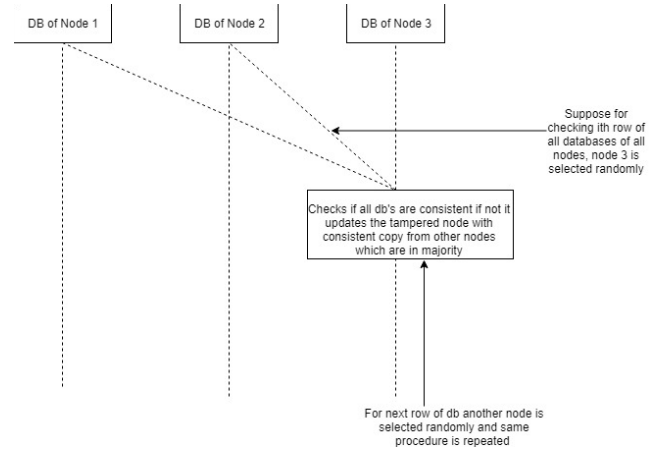 DB of Node 1
DB of Node 2
DB of Node 3
Suppose for
checking ith row of
all databases of all
nodes, node 3 is
selected randomly
Checks if all db's are consistent if not it
updates the tampered node with
consistent copy from other nodes
which are in majority
For next row of db another node is
selected randomly and same
procedure is repeated